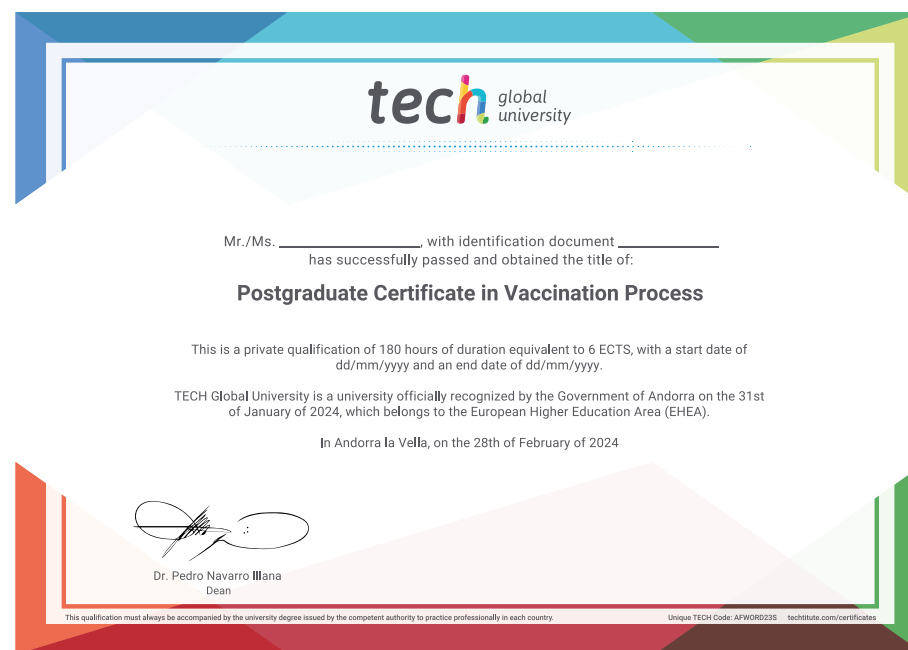 tech global
university
Mr./Ms. ____________________, with identification document ______________
has successfully passed and obtained the title of:
Postgraduate Certificate in Vaccination Process
This is a private qualification of 180 hours of duration equivalent to 6 ECTS, with a start date of
dd/mm/yyyy and an end date of dd/mm/yyyy.
TECH Global University is a university officially recognized by the Government of Andorra on the 31st
of January of 2024, which belongs to the European Higher Education Area (EHEA).
In Andorra la Vella, on the 28th of February of 2024
Dr. Pedro Navarro Illana
Dean
This qualification must always be accompanied by the university degree issued by the competent authority to practice professionally in each country. Unique TECH Code: AFWORD23S techtitute.com/certificates